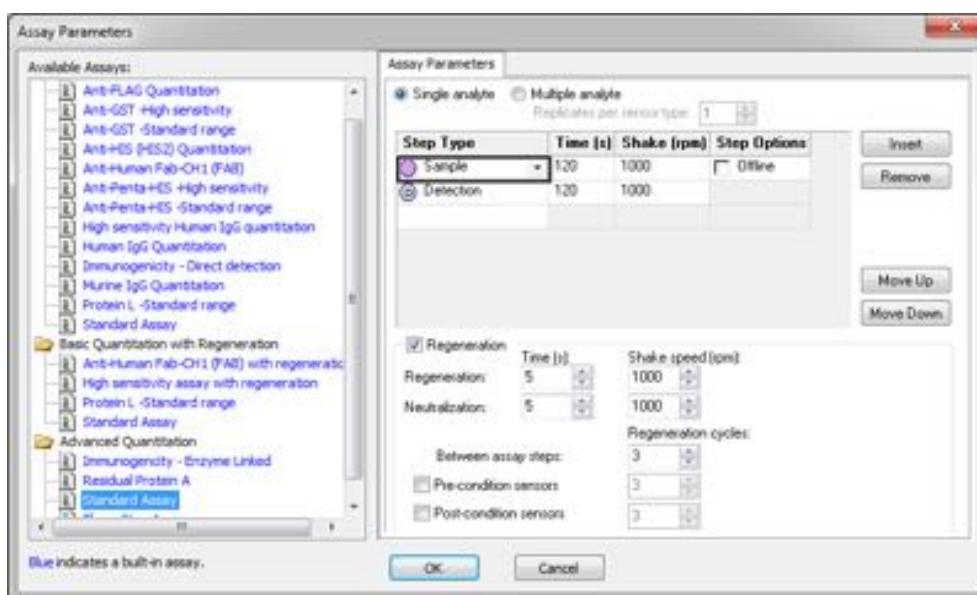 Assay Parameters
Available Assays:
Anti-FLAG Quantitation
Anti-GST -High sensitivity
Anti-GST -Standard range
Anti-HIS (HIS2) Quantitation
Anti-Human Fab-CH1 (FAB)
Anti-Penta-HIS -High sensitivity
Anti-Penta-HIS -Standard range
High sensitivity Human IgG quantitation
Human IgG Quantitation
Immunogenicity - Direct detection
Murine IgG Quantitation
Protein L -Standard range
Standard Assay
Basic Quantitation with Regeneration
Anti-Human Fab-CH1 (FAB) with regeneratic
High sensitivity assay with regeneration
Protein L -Standard range
Standard Assay
Advanced Quantitation
Immunogenicity - Enzyme Linked
Residual Protein A
Standard Assay
Blue indicates a built-in assay.
Assay Parameters
Single analyte Multiple analyte
Replicates per sensor type: 1
Step Type Time (s) Shake (rpm) Step Options
Sample 120 1000 Offline
Detection 120 1000
Insert
Remove
Move Up
Move Down
Regeneration
Time (s): Shake speed (rpm):
Regeneration: 5 1000
Neutralization: 5 1000
Regeneration cycles:
Between assay steps: 3
Pre-condition sensors 3
Post-condition sensors 3
OK Cancel